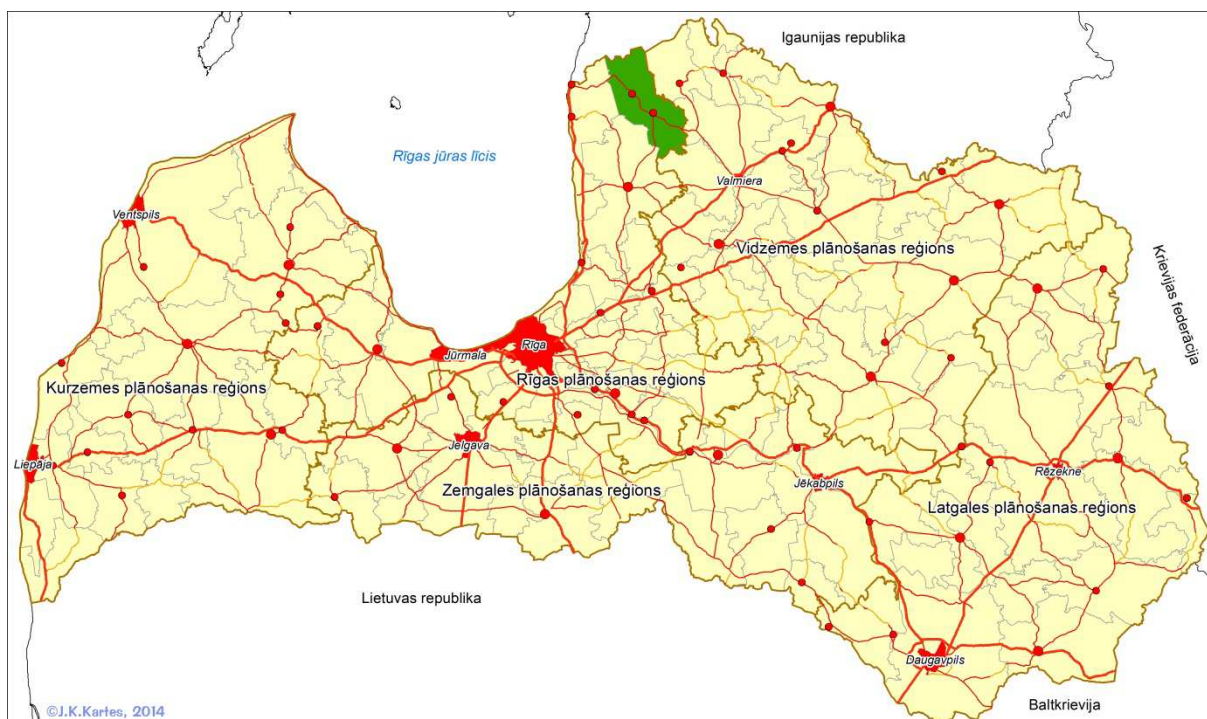 Igaunijas republika
Rīgas jūras līcis
Valmiera
Ventspils
Vidzemes plānošanas reģions
Krievijas federācija
Rīga
Jūrmala
Rīgas plānošanas reģions
Kurzemes plānošanas reģions
Jelgava
Liepāja
Rēzekne
Jēkabpils
Zemgales plānošanas reģions
Latgales plānošanas reģions
Lietuvas republika
Daugavpils
Baltkrievija
©J.K.Kartes, 2014